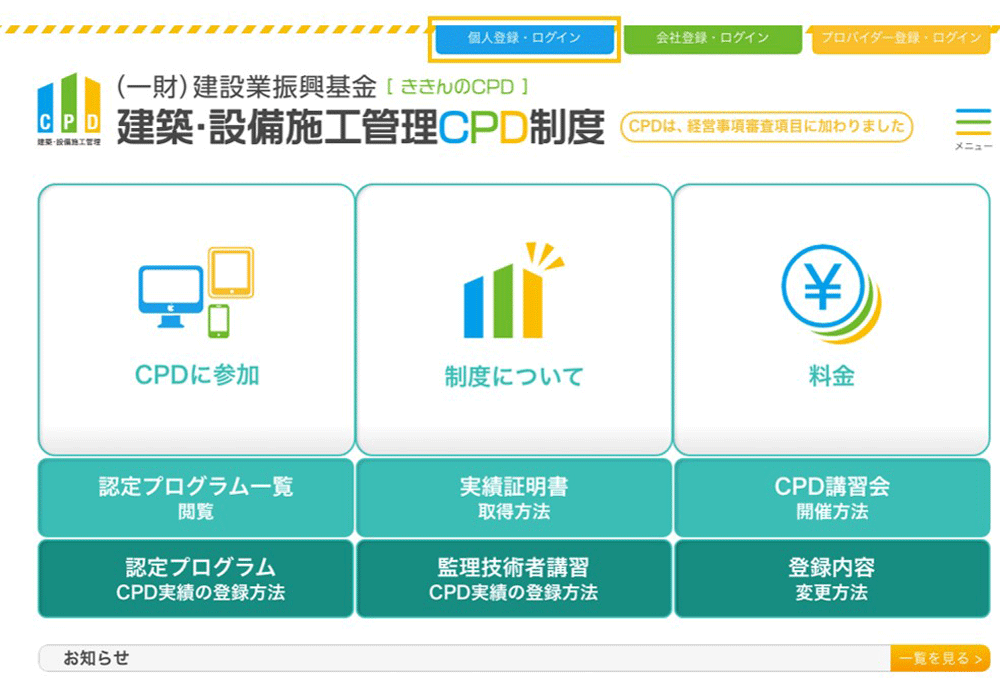 個人登録・ログイン
会社登録・ログイン
プロバイダー登録・ログイン
CPD
建築・設備施工管理
(一財)建設業振興基金[ ききんのCPD ]
建築・設備施工管理CPD制度
CPDは、経営事項審査項目に加わりました
メニュー
CPDに参加
制度について
¥
料金
認定プログラム一覧
閲覧
実績証明書
取得方法
CPD講習会
開催方法
認定プログラム
CPD実績の登録方法
監理技術者講習
CPD実績の登録方法
登録内容
変更方法
お知らせ
一覧を見る >